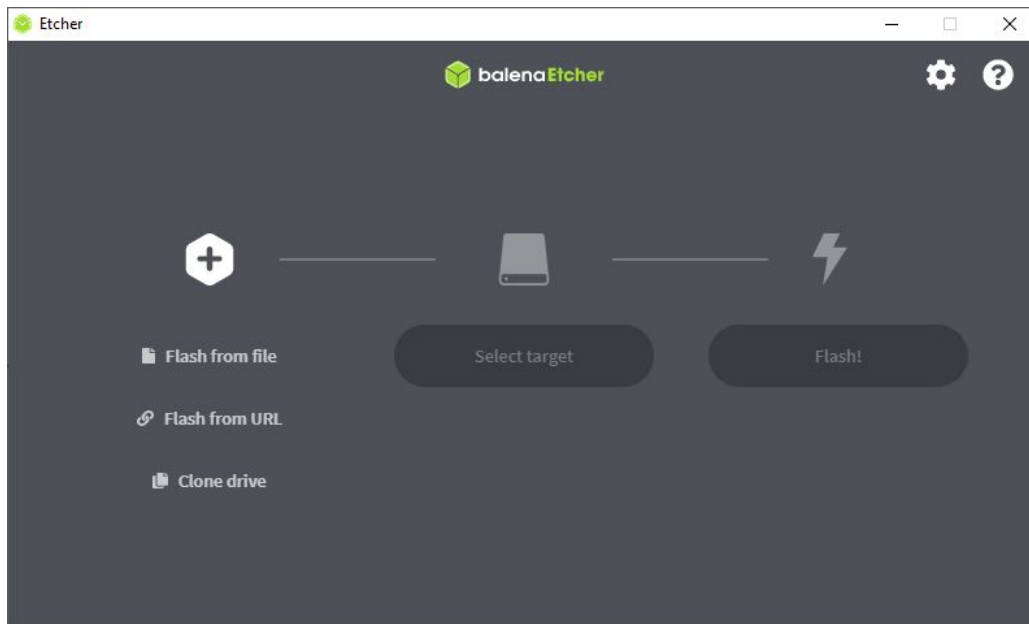 Etcher
balenaEtcher
Flash from file
Select target
Flash!
Flash from URL
Clone drive